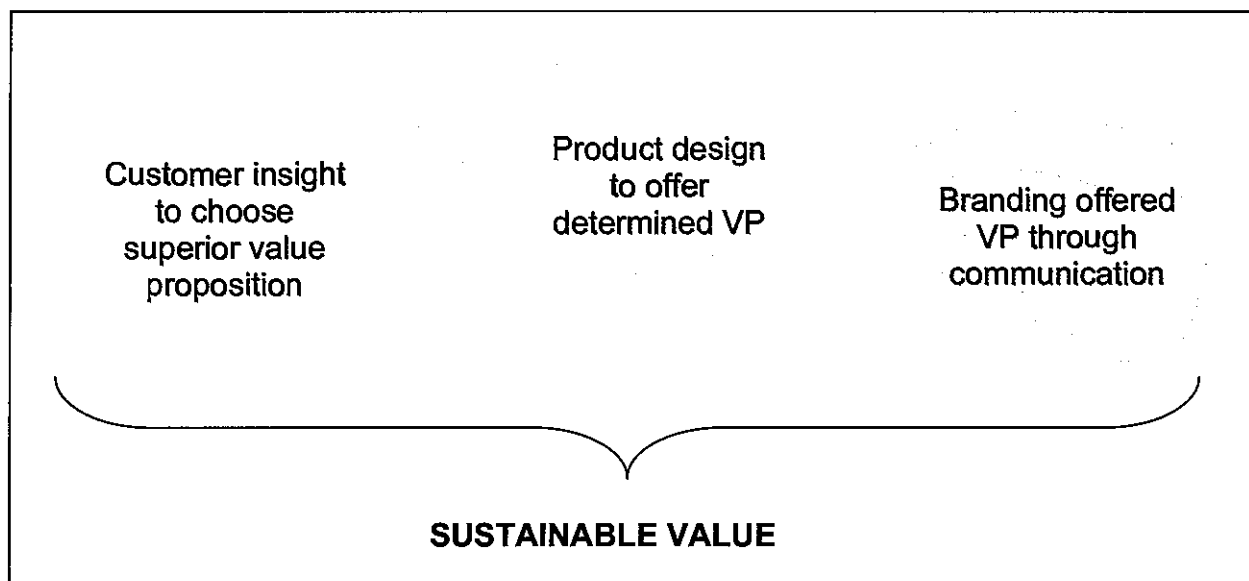 Customer insight
to choose
superior value
proposition
Product design
to offer
determined VP
Branding offered
VP through
communication
SUSTAINABLE VALUE